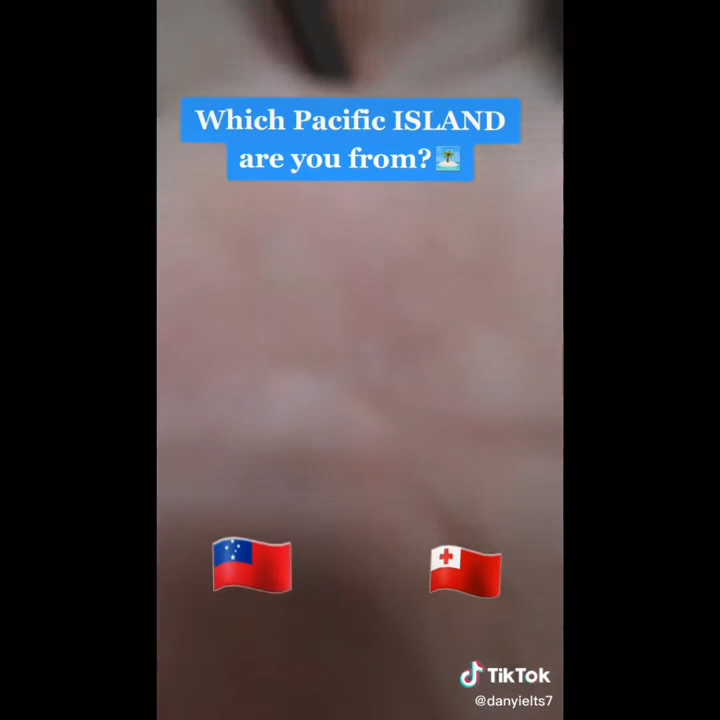 Which Pacific ISLAND
are you from?🏝️
TikTok
@danyielts7